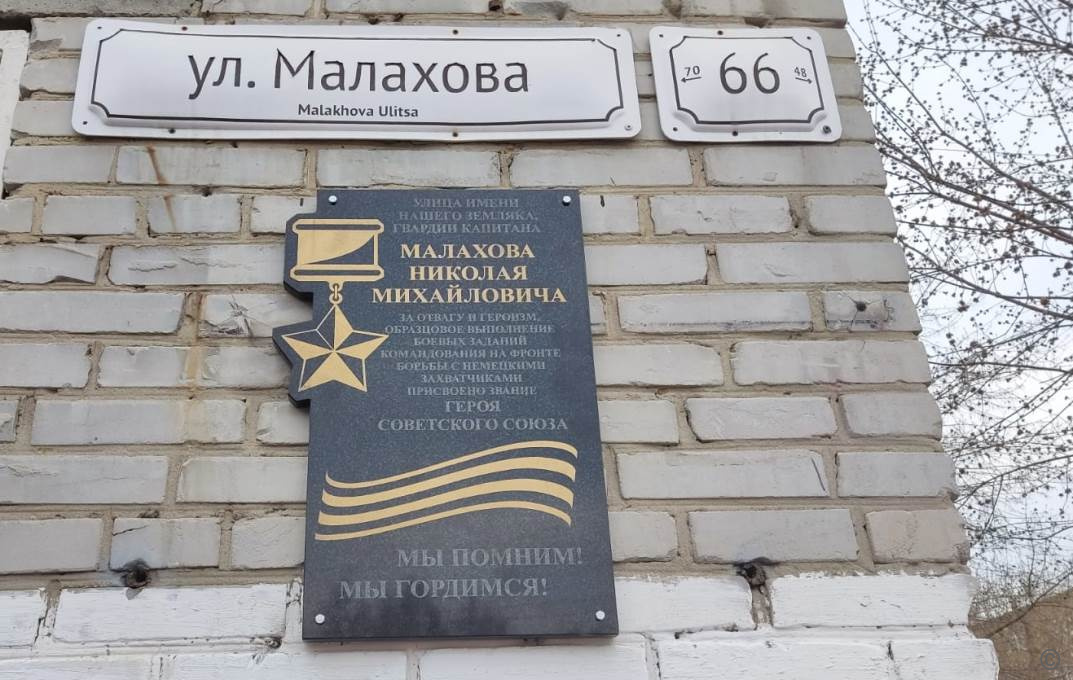 ул. Малахова
Malakhova Ulitsa
70 66 48
УЛИЦА ИМЕНИ
НАШЕГО ЗЕМЛЯКА,
ГВАРДИИ КАПИТАНА
МАЛАХОВА
НИКОЛАЯ
МИХАЙЛОВИЧА
ЗА ОТВАГУ И ГЕРОИЗМ,
ОБРАЗЦОВОЕ ВЫПОЛНЕНИЕ
БОЕВЫХ ЗАДАНИЙ
КОМАНДОВАНИЯ НА ФРОНТЕ
БОРЬБЫ С НЕМЕЦКИМИ
ЗАХВАТЧИКАМИ
ПРИСВОЕНО ЗВАНИЕ
ГЕРОЯ
СОВЕТСКОГО СОЮЗА
МЫ ПОМНИМ!
МЫ ГОРДИМСЯ!